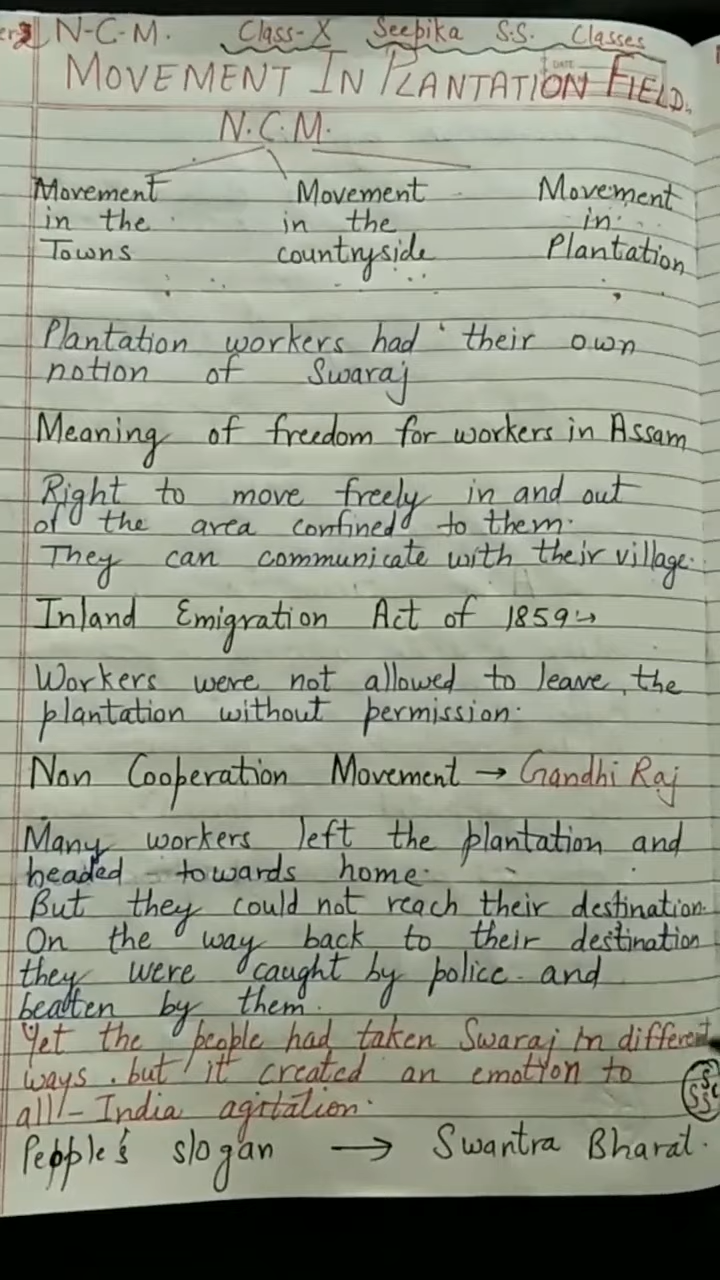 N-C-M. Class-X Seepika S.S. Classes
MOVEMENT IN PLANTATION FIELD.
DATE
N.C.M.
Movement Movement Movement
in the in the in
Towns countryside Plantation
Plantation workers had their own
notion of Swaraj
Meaning of freedom for workers in Assam
Right to move freely in and out
of the area confined to them.
They can communicate with their village.
Inland Emigration Act of 1859→
Workers were not allowed to leave the
plantation without permission.
Non Cooperation Movement → Gandhi Raj
Many workers left the plantation and
headed towards home.
But they could not reach their destination.
On the way back to their destination
they were caught by police and
beatten by them.
Yet the people had taken Swaraj in different
ways. but it created an emotion to
all-India agitation.
People's slogan → Swantra Bharat.